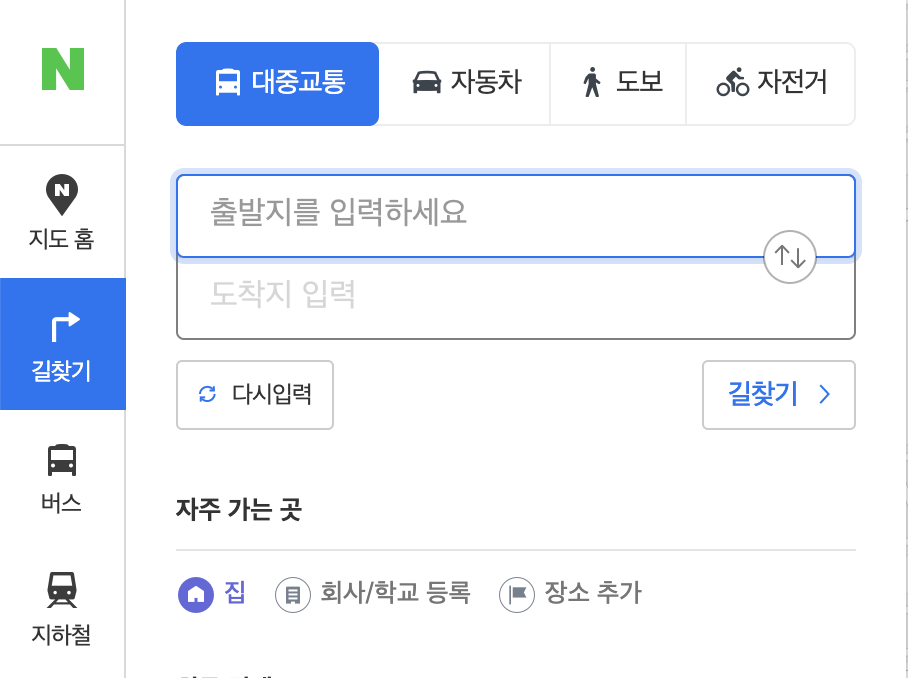 N
대중교통 자동차 도보 자전거
출발지를 입력하세요
도착지 입력
다시입력 길찾기
자주 가는 곳
집 회사/학교 등록 장소 추가
N
지도 홈
길찾기
버스
지하철